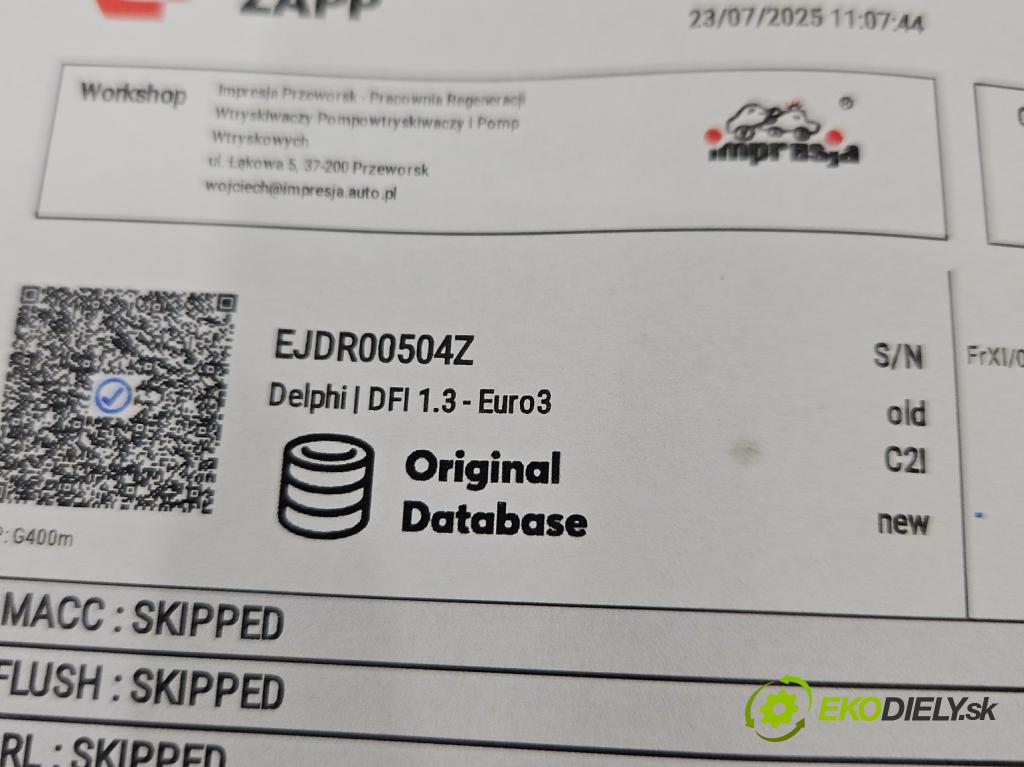 ZAPP
23/07/2025 11:07:44
Workshop
Impresja Przeworsk - Pracownia Regeneracji
Wtryskiwaczy Pompowtryskiwaczy i Pomp
Wtryskowych
ul. Łąkowa 5, 37-200 Przeworsk
wojciech@impresja.auto.pl
impresja ®
EJDR00504Z
Delphi | DFI 1.3 - Euro3
Original
Database
S/N
FrXI/
old
C2I
new
: G400m
MACC : SKIPPED
FLUSH : SKIPPED
RL : SKIPPED
EKODIELY.sk